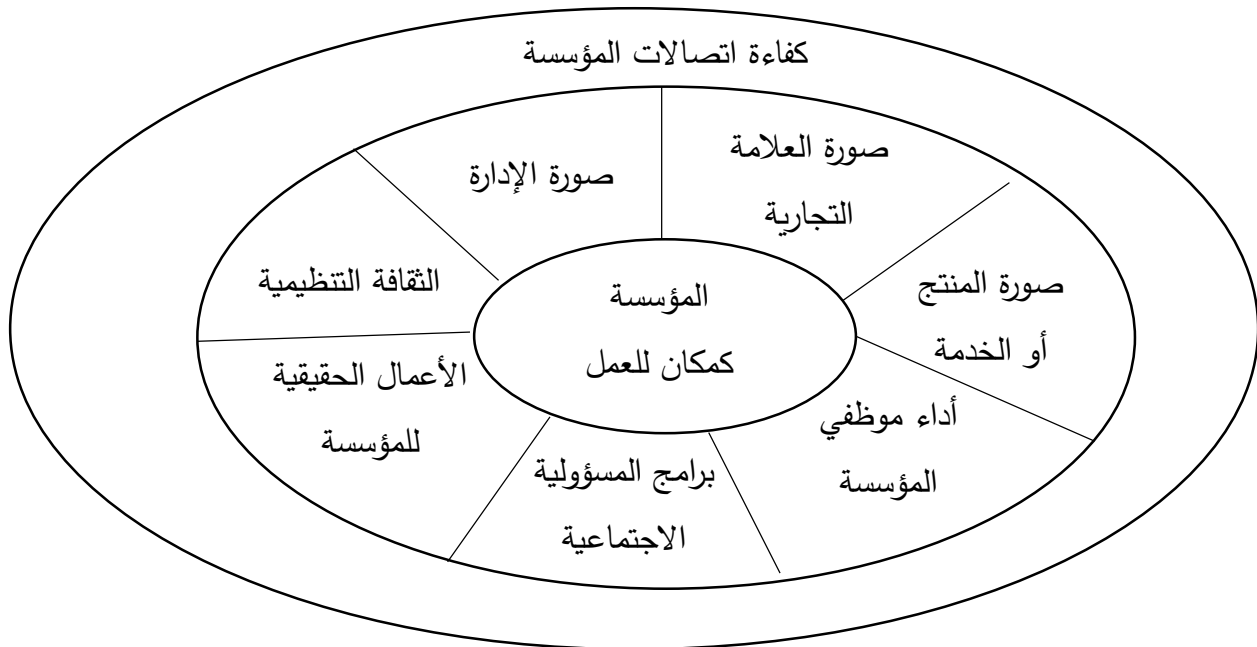 كفاءة اتصالات المؤسسة
صورة العلامة
التجارية
صورة الإدارة
صورة المنتج
أو الخدمة
الثقافة التنظيمية
المؤسسة
كمكان للعمل
الأعمال الحقيقية
للمؤسسة
أداء موظفي
المؤسسة
برامج المسؤولية
الاجتماعية